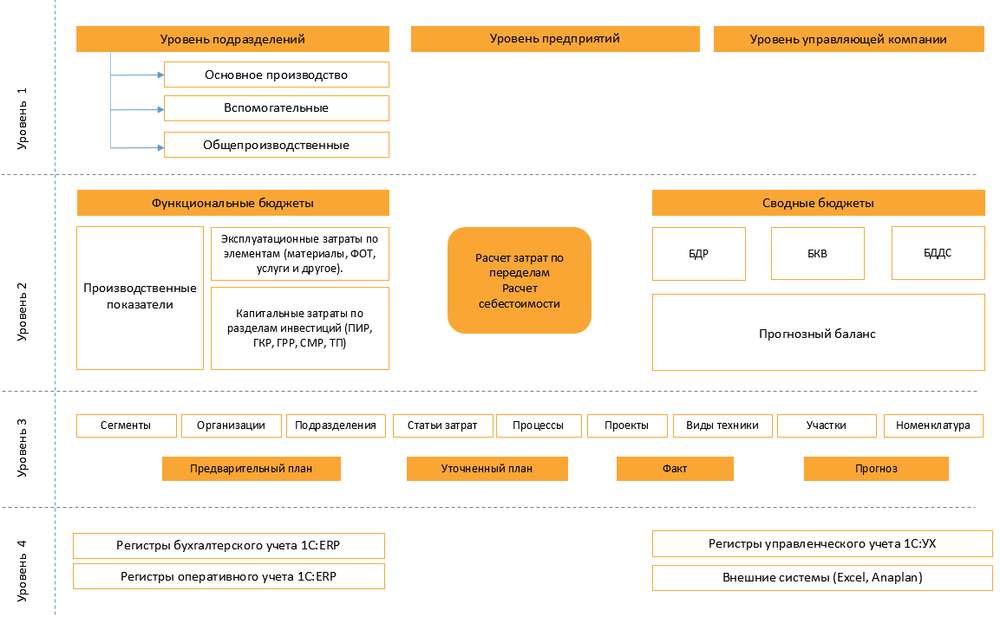 Уровень 1
Уровень подразделений
Уровень предприятий
Уровень управляющей компании
Основное производство
Вспомогательные
Общепроизводственные
Уровень 2
Функциональные бюджеты
Производственные
показатели
Эксплуатационные затраты по
элементам (материалы, ФОТ,
услуги и другое).
Капитальные затраты по
разделам инвестиций (ПИР,
ГКР, ГРР, СМР, ТП)
Расчет затрат по
переделам
Расчет
себестоимости
Сводные бюджеты
БДР
БКВ
БДДС
Прогнозный баланс
Уровень 3
Сегменты
Организации
Подразделения
Статьи затрат
Процессы
Проекты
Виды техники
Участки
Номенклатура
Предварительный план
Уточненный план
Факт
Прогноз
Уровень 4
Регистры бухгалтерского учета 1С:ERP
Регистры оперативного учета 1С:ERP
Регистры управленческого учета 1С:УХ
Внешние системы (Excel, Anaplan)